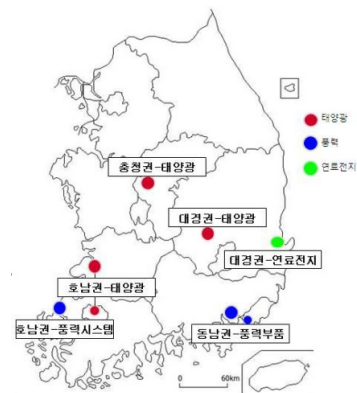 태양광
풍력
연료전지
충청권-태양광
대경권-태양광
대경권-연료전지
호남권-태양광
호남권-풍력시스템
동남권-풍력부품
0 60km